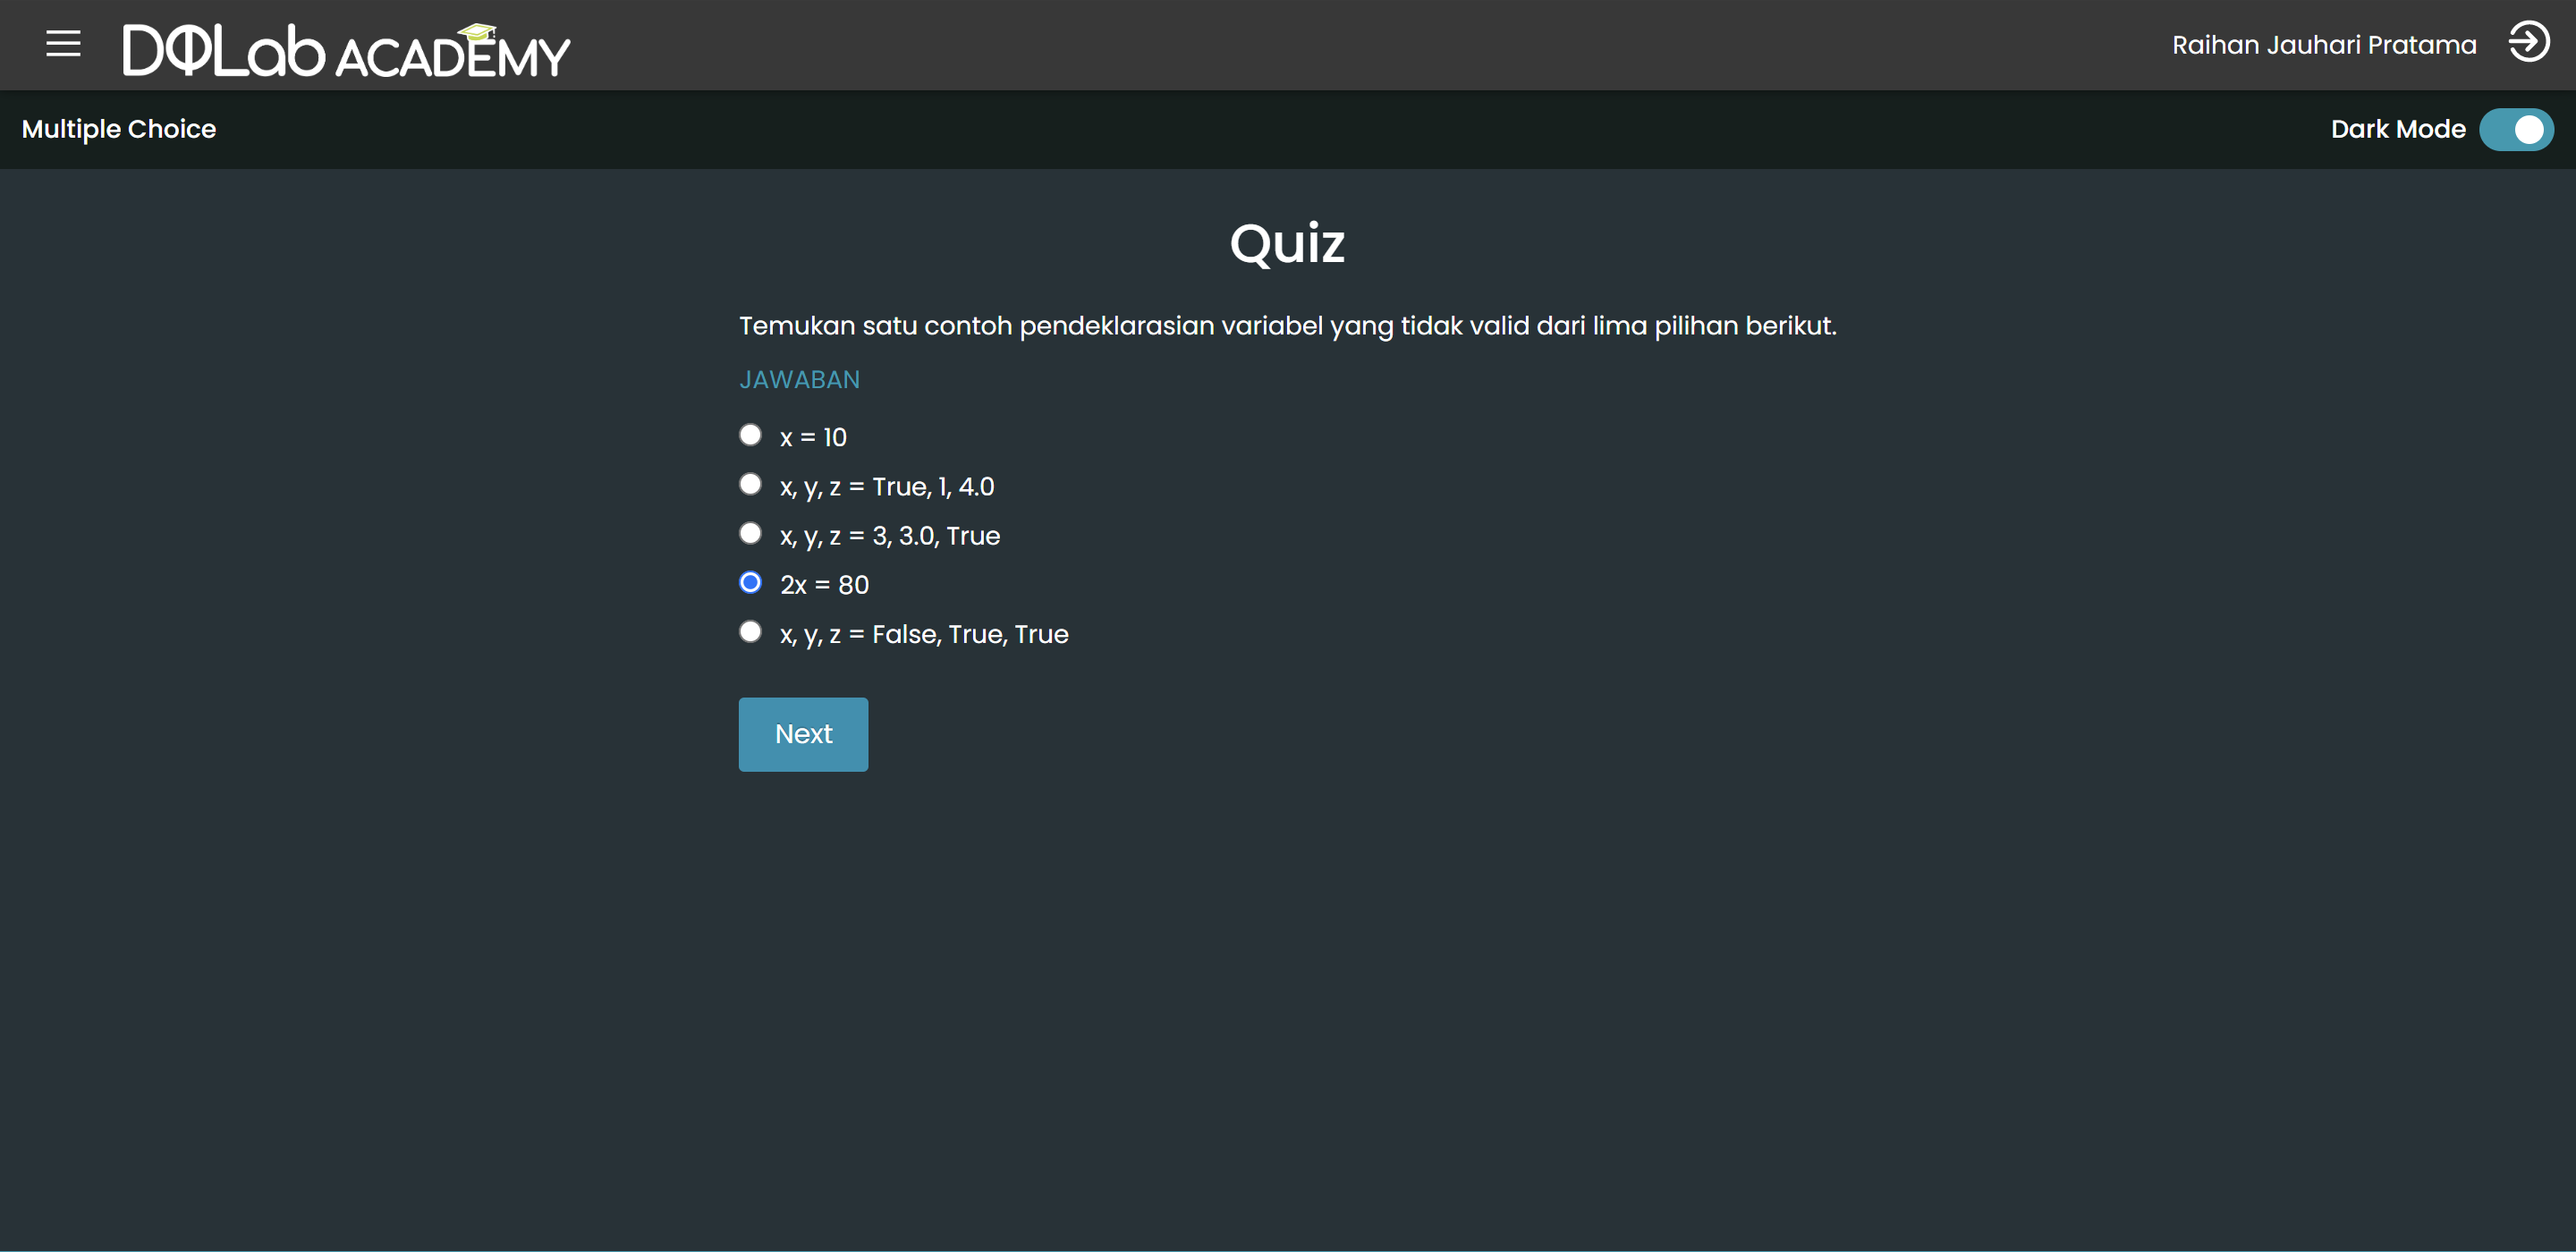 DQLab ACADEMY
Raihan Jauhari Pratama
Multiple Choice
Dark Mode
Quiz
Temukan satu contoh pendeklarasian variabel yang tidak valid dari lima pilihan berikut.
JAWABAN
x = 10
x, y, z = True, 1, 4.0
x, y, z = 3, 3.0, True
2x = 80
x, y, z = False, True, True
Next